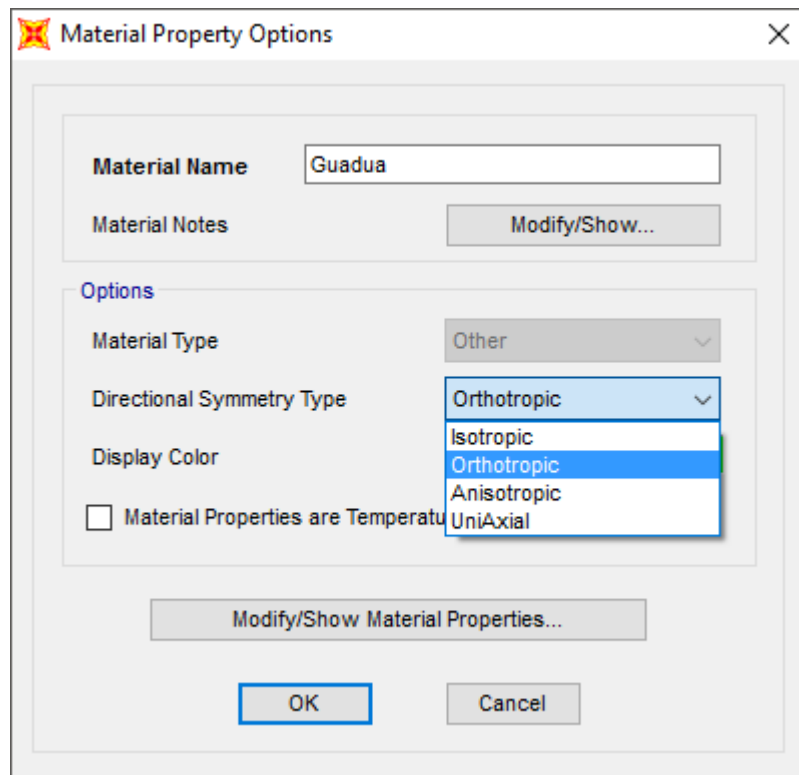 Material Property Options
Material Name Guadua
Material Notes Modify/Show...
Options
Material Type Other
Directional Symmetry Type Orthotropic
Isotropic
Display Color Orthotropic
Anisotropic
Material Properties are Temperatu UniAxial
Modify/Show Material Properties...
OK Cancel